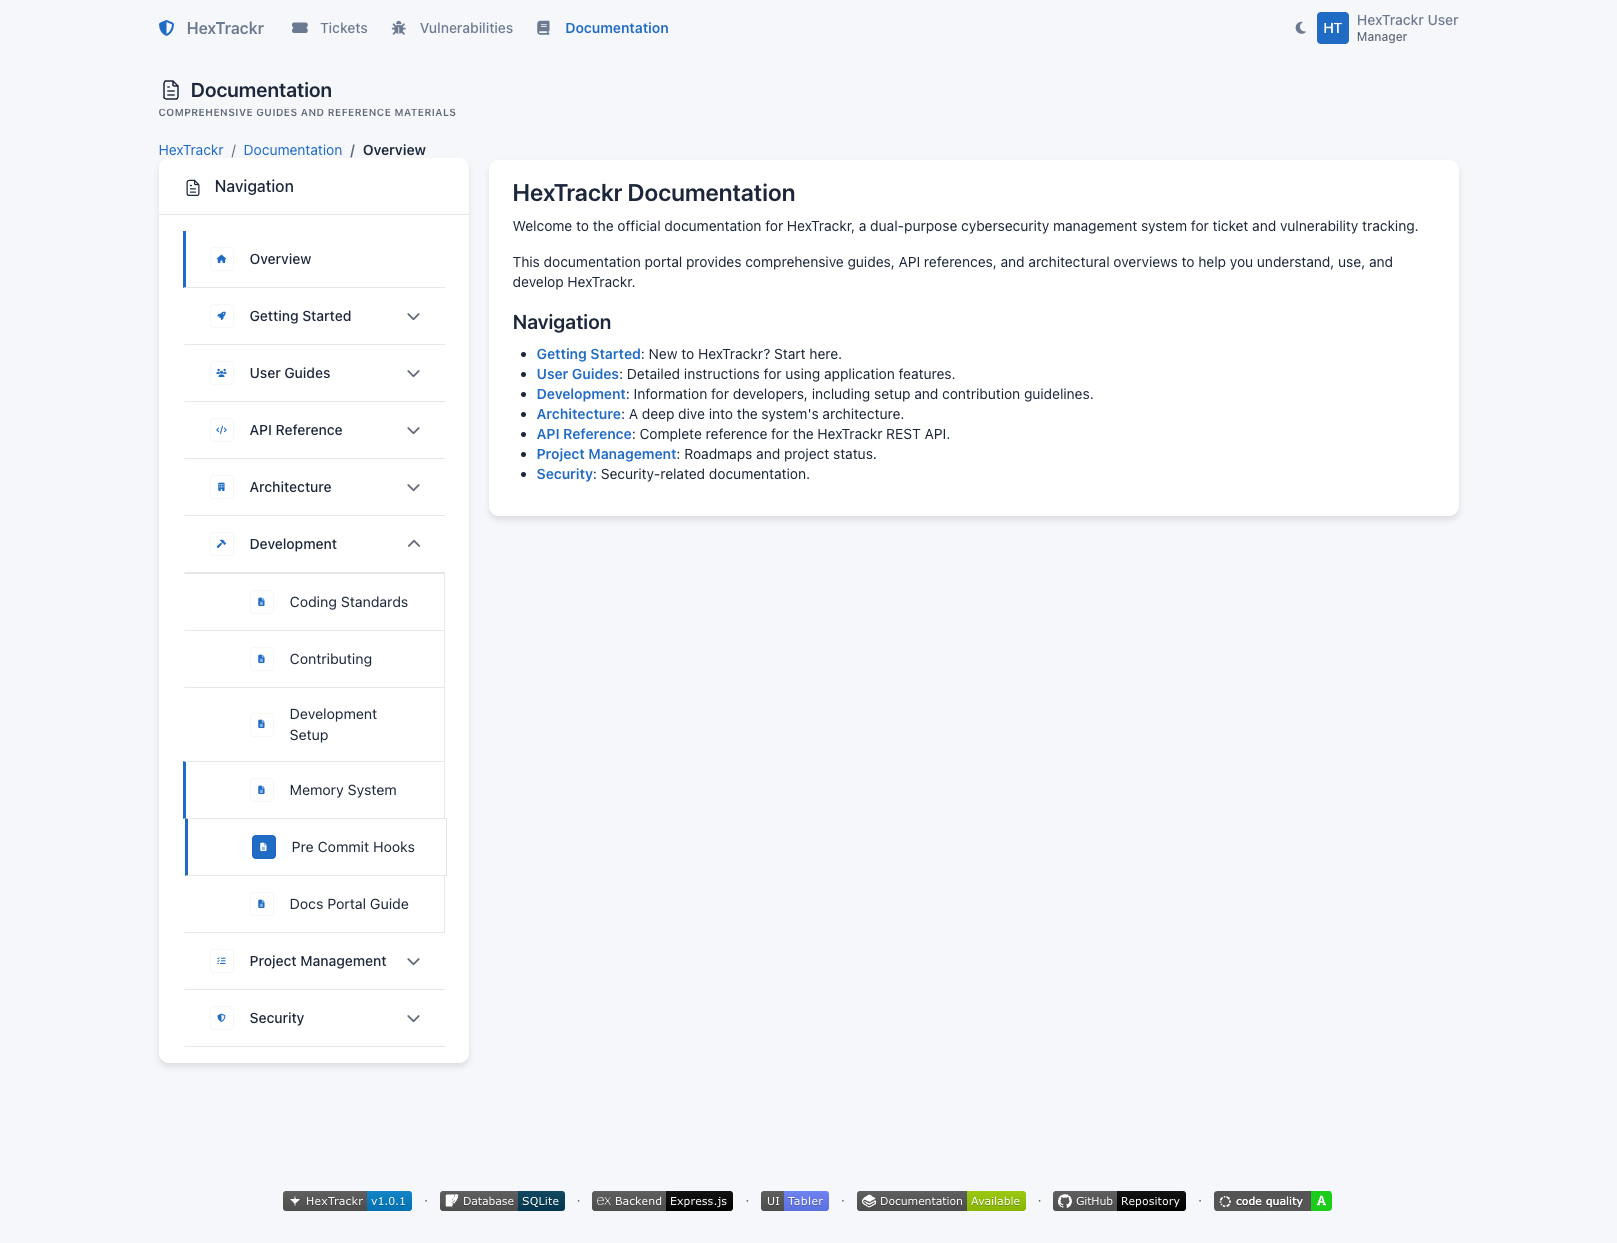 HexTrackr
Tickets
Vulnerabilities
Documentation
HT
HexTrackr User
Manager
Documentation
COMPREHENSIVE GUIDES AND REFERENCE MATERIALS
HexTrackr / Documentation / Overview
Navigation
Overview
Getting Started
User Guides
API Reference
Architecture
Development
Coding Standards
Contributing
Development
Setup
Memory System
Pre Commit Hooks
Docs Portal Guide
Project Management
Security
HexTrackr Documentation
Welcome to the official documentation for HexTrackr, a dual-purpose cybersecurity management system for ticket and vulnerability tracking.
This documentation portal provides comprehensive guides, API references, and architectural overviews to help you understand, use, and
develop HexTrackr.
Navigation
• Getting Started: New to HexTrackr? Start here.
• User Guides: Detailed instructions for using application features.
• Development: Information for developers, including setup and contribution guidelines.
• Architecture: A deep dive into the system's architecture.
• API Reference: Complete reference for the HexTrackr REST API.
• Project Management: Roadmaps and project status.
• Security: Security-related documentation.
HexTrackr v1.0.1 · Database SQLite · ex Backend Express.js · UI Tabler · Documentation Available · GitHub Repository · code quality A